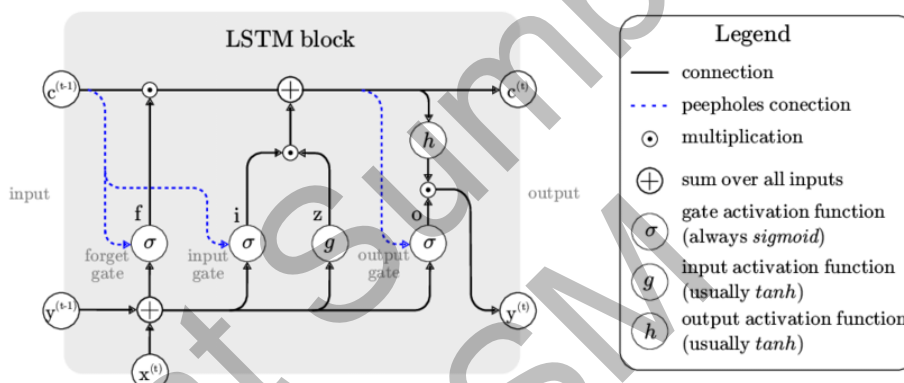 LSTM block
c(t-1)
c(t)
h
input
output
f
i
z
o
σ
σ
g
σ
forget
gate
input
gate
output
gate
y(t-1)
y(t)
x(t)
Legend
connection
peepholes conection
multiplication
sum over all inputs
σ
gate activation function
(always sigmoid)
g
input activation function
(usually tanh)
h
output activation function
(usually tanh)